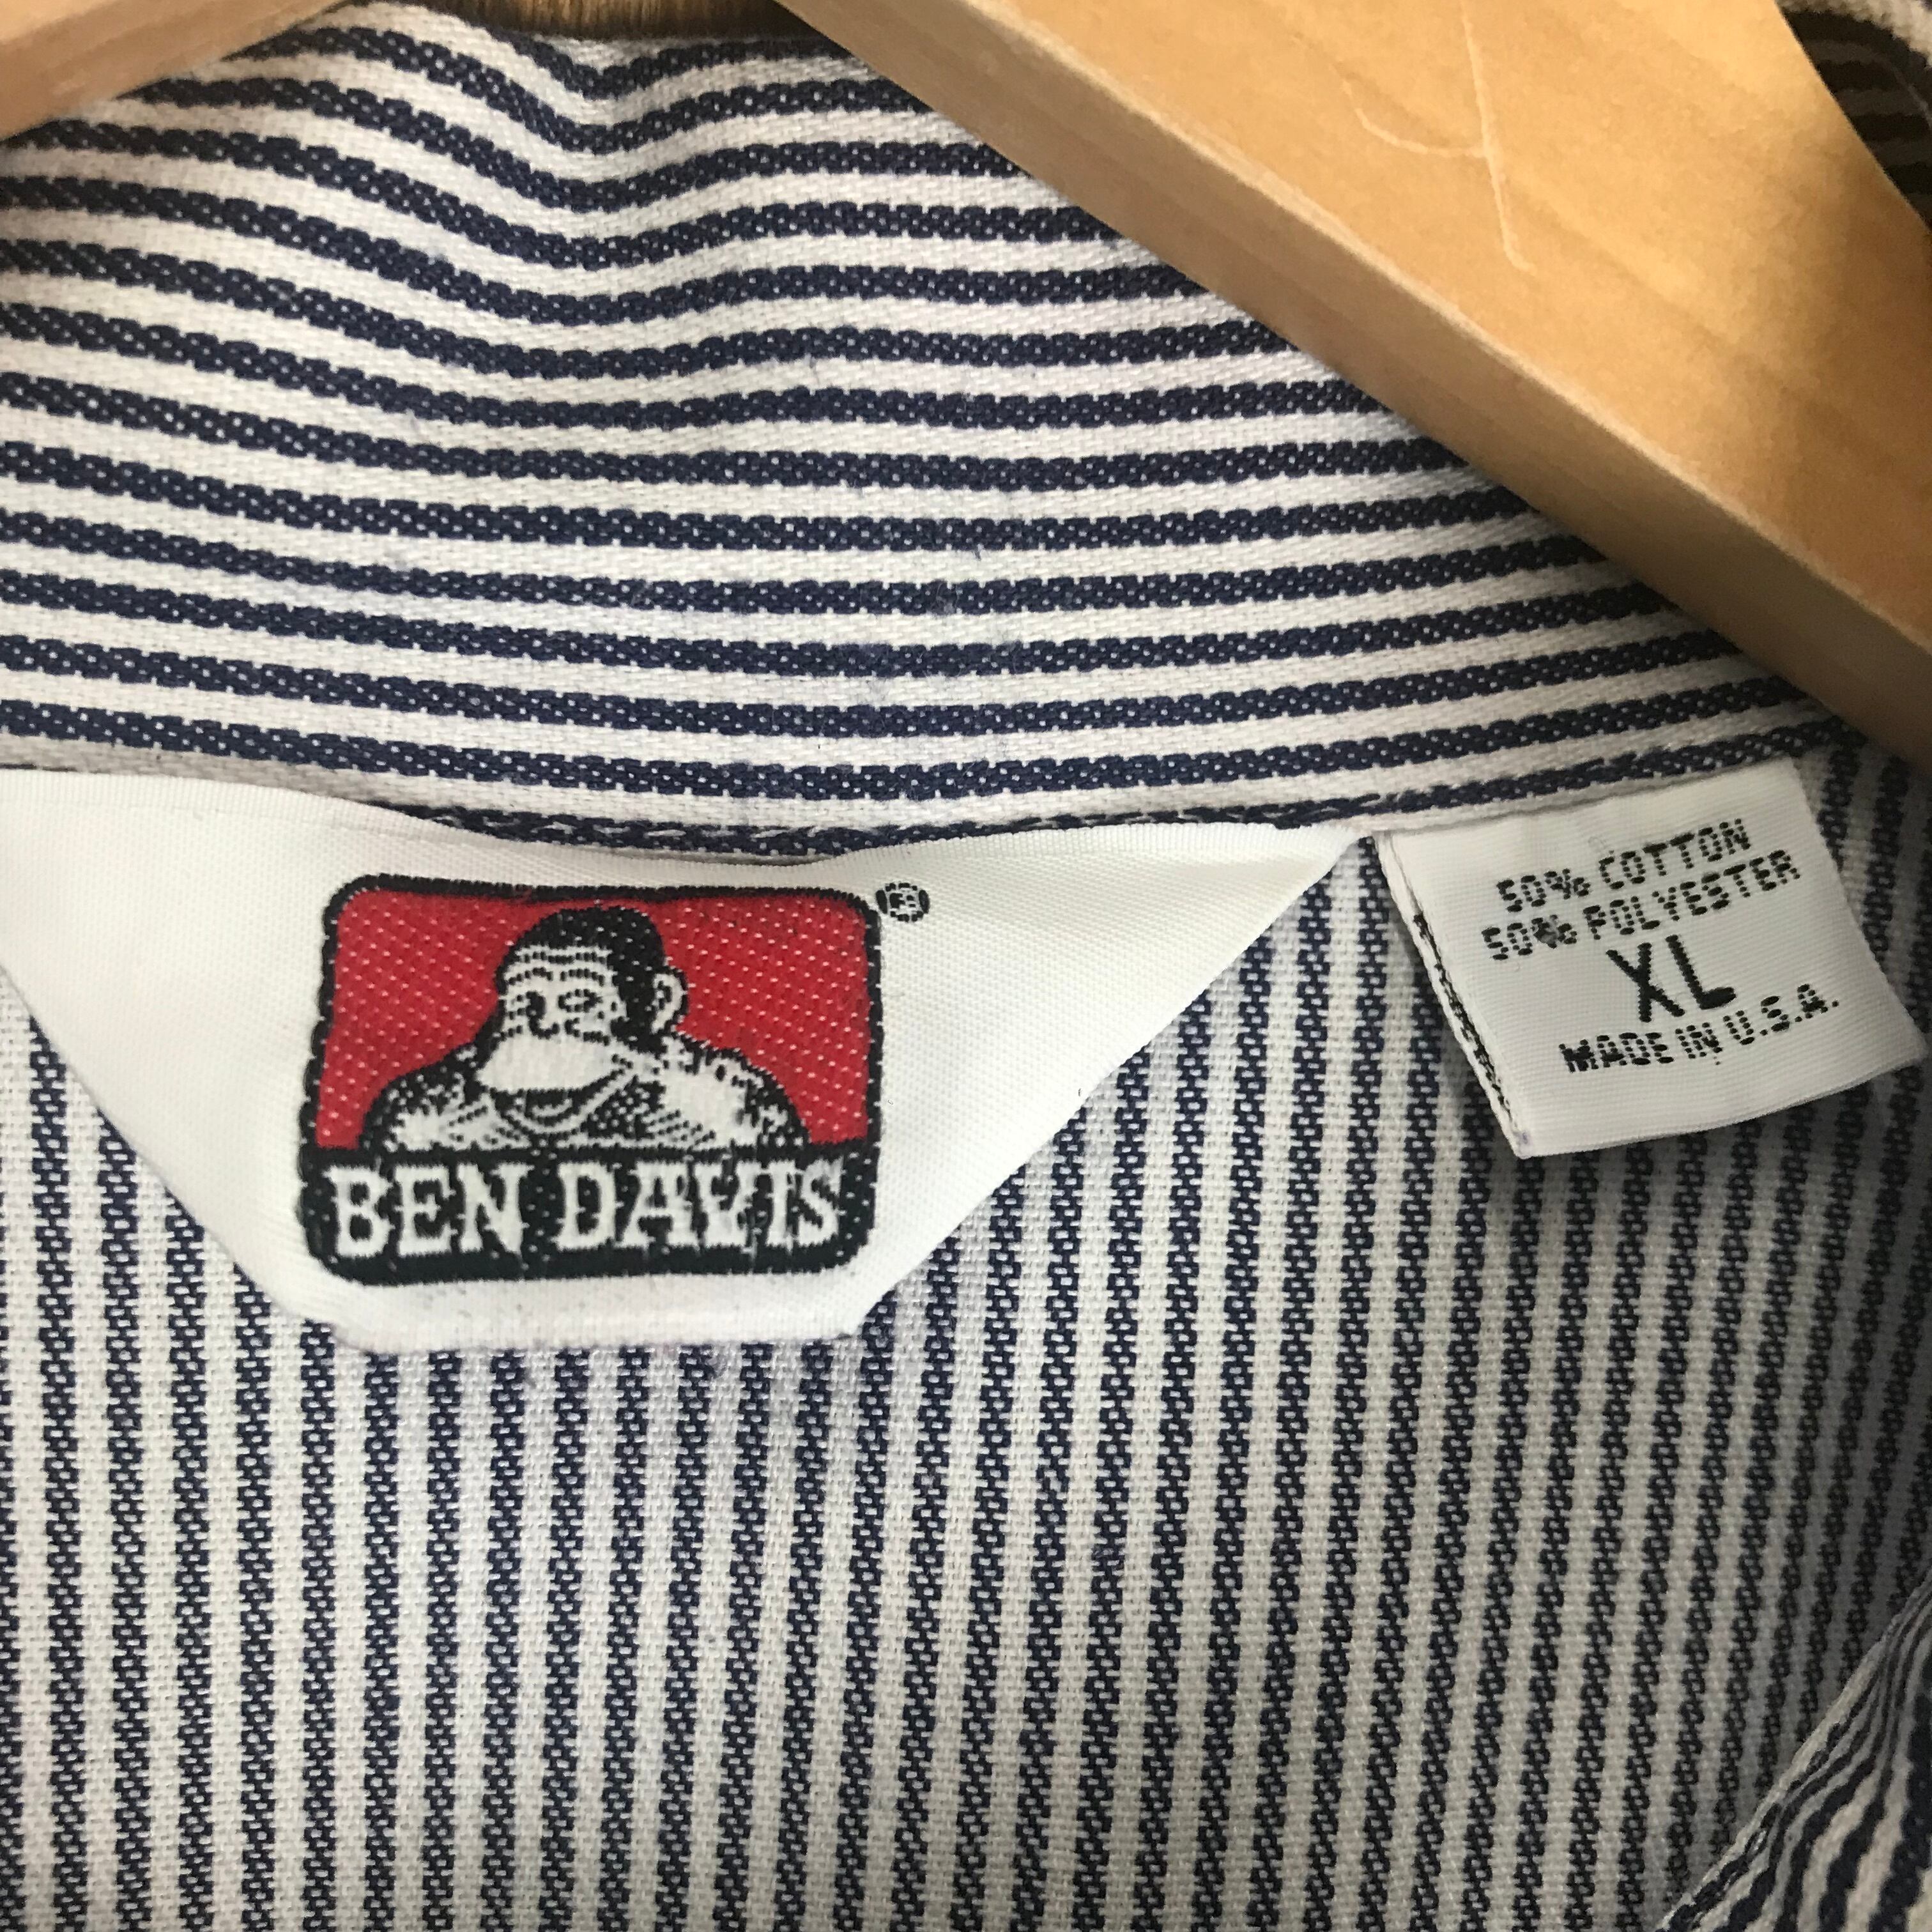 ®
BEN DAVIS
50% COTTON
50% POLYESTER
XL
MADE IN U.S.A.